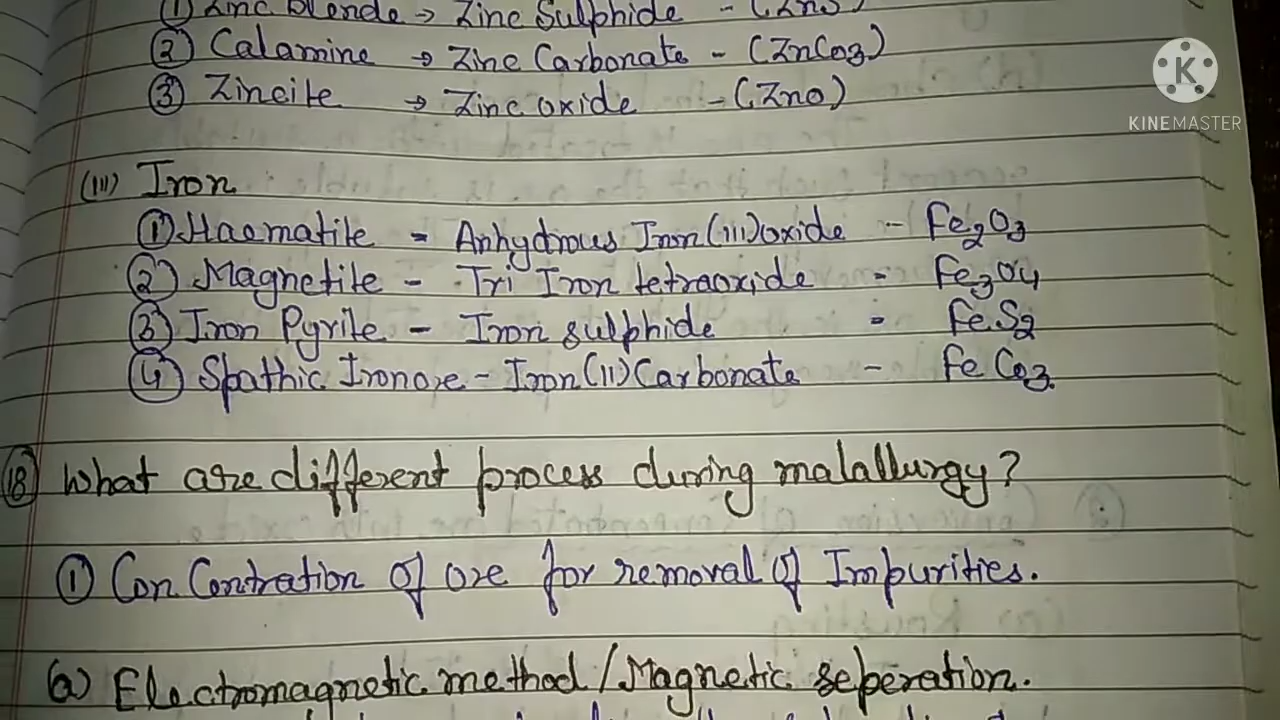 ① Zinc blende → Zinc Sulphide - (ZnS)
② Calamine → Zinc Carbonate - (ZnCo3)
③ Zincite → Zinc oxide - (Zno)
K
KINEMASTER
(III) Iron
① Haematite - Anhydrous Iron(III)oxide - Fe2O3
② Magnetite - Tri Iron tetraoxide - Fe3O4
③ Iron Pyrite - Iron sulphide - FeS2
④ Spathic Ironore - Iron(II)Carbonate - FeCo3.
⑱ What are different process during malallurgy?
① Con Contration of ore for removal of Impurities.
(a) Electromagnetic method/Magnetic seperation.